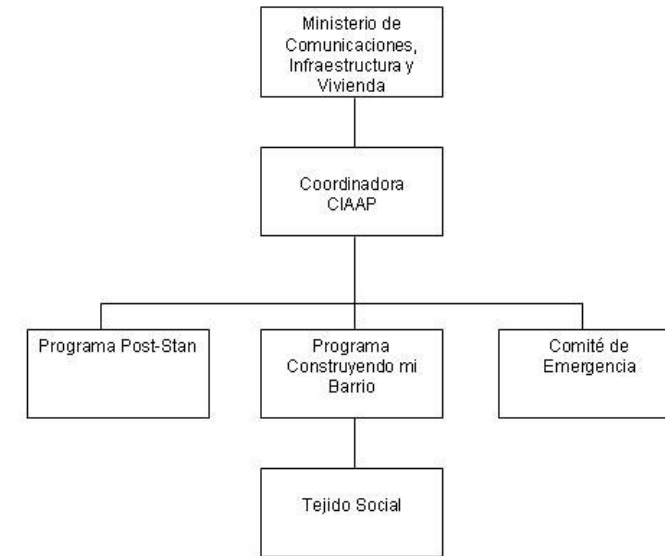 Ministerio de
Comunicaciones,
Infraestructura y
Vivienda
Coordinadora
CIAAP
Programa Post-Stan
Programa
Construyendo mi
Barrio
Comité de
Emergencia
Tejido Social